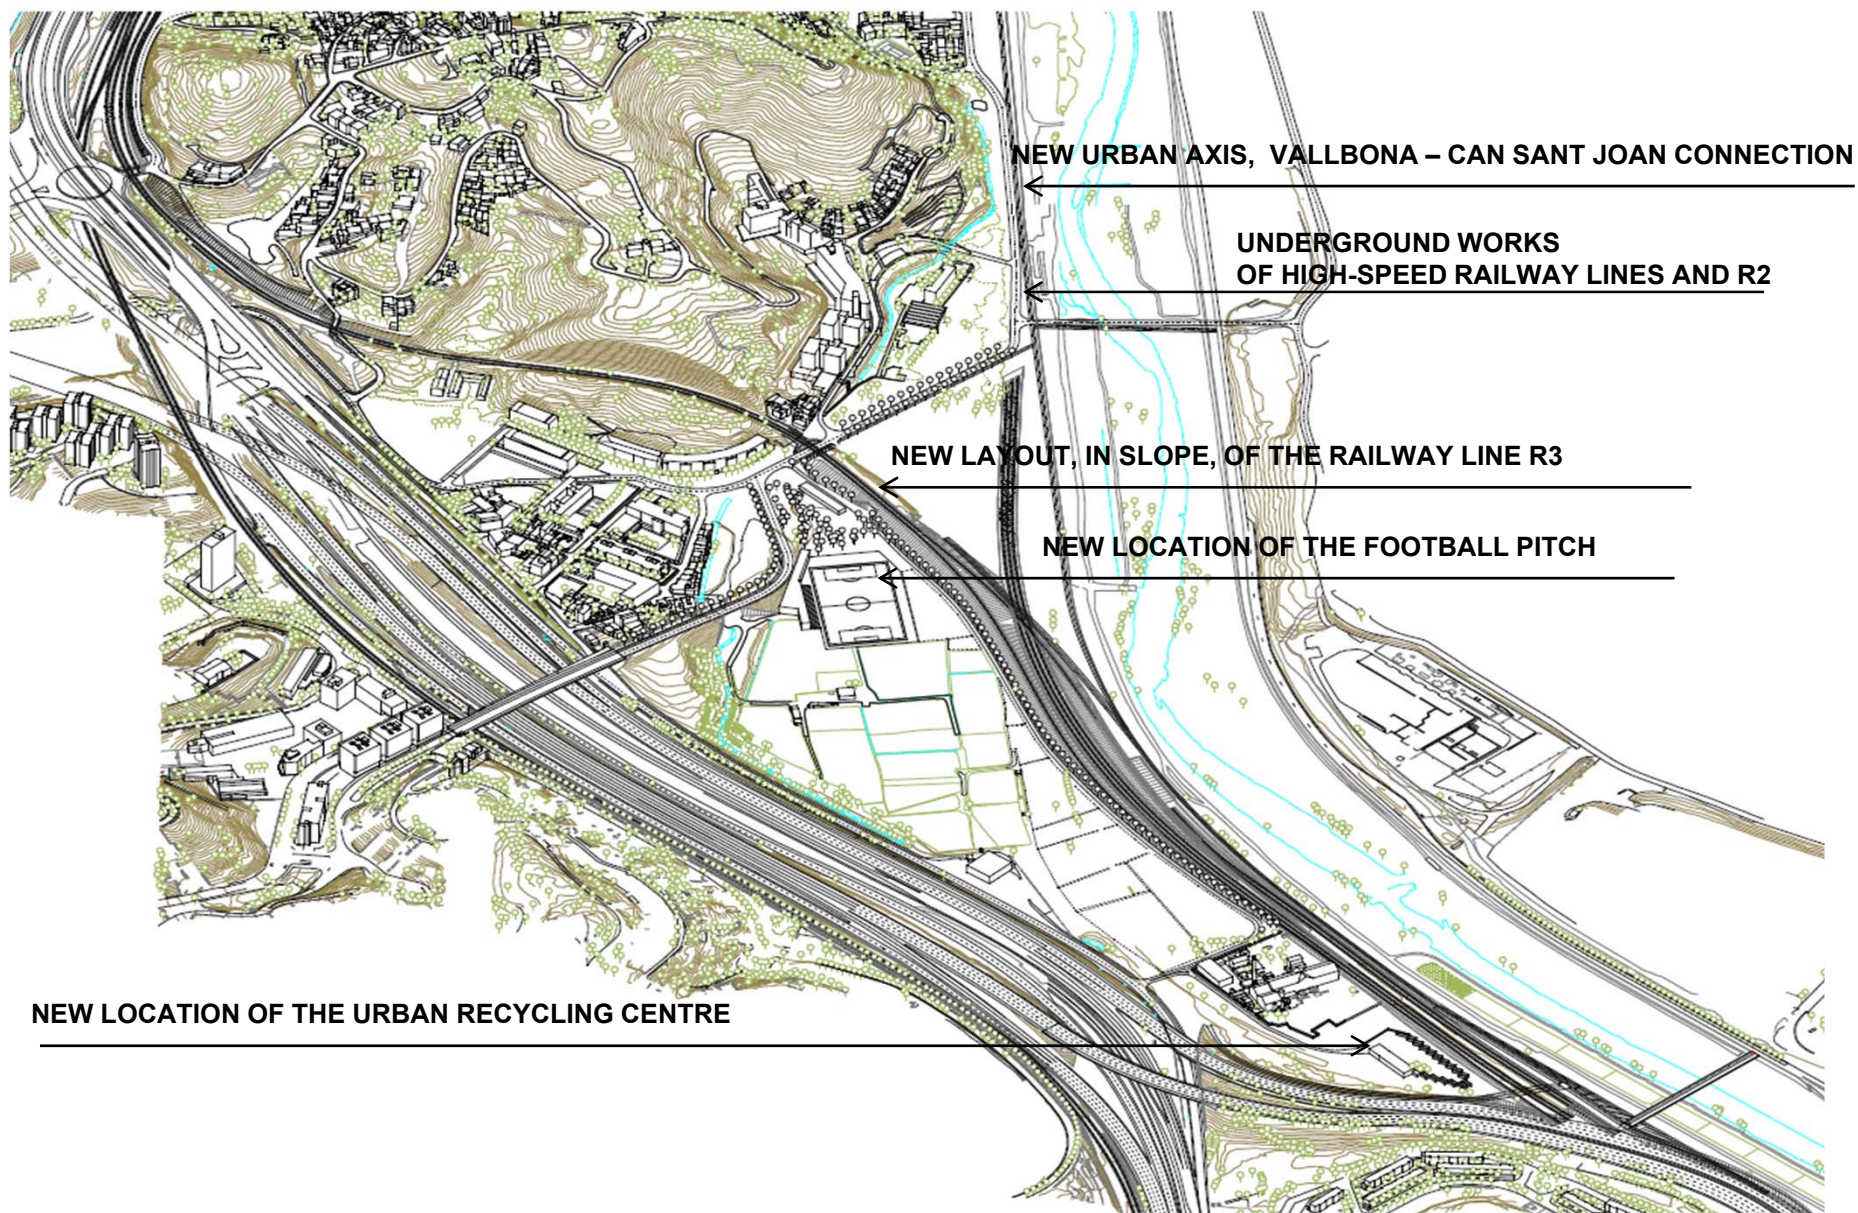 NEW URBAN AXIS, VALLBONA – CAN SANT JOAN CONNECTION
UNDERGROUND WORKS
OF HIGH-SPEED RAILWAY LINES AND R2
NEW LAYOUT, IN SLOPE, OF THE RAILWAY LINE R3
NEW LOCATION OF THE FOOTBALL PITCH
NEW LOCATION OF THE URBAN RECYCLING CENTRE